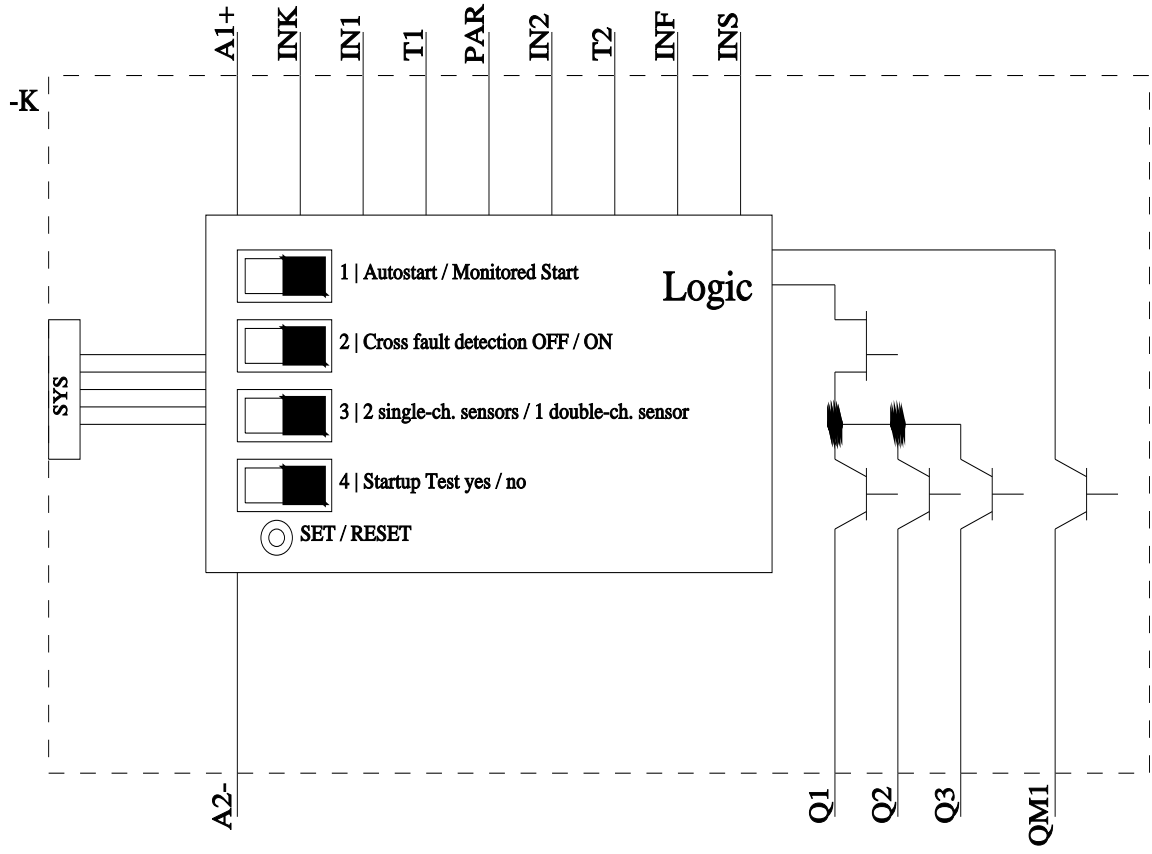 A1+
INK
IN1
T1
PAR
IN2
T2
INF
INS
-K
1 | Autostart / Monitored Start
Logic
2 | Cross fault detection OFF / ON
SYS
3 | 2 single-ch. sensors / 1 double-ch. sensor
4 | Startup Test yes / no
SET / RESET
A2-
Q1
Q2
Q3
QM1